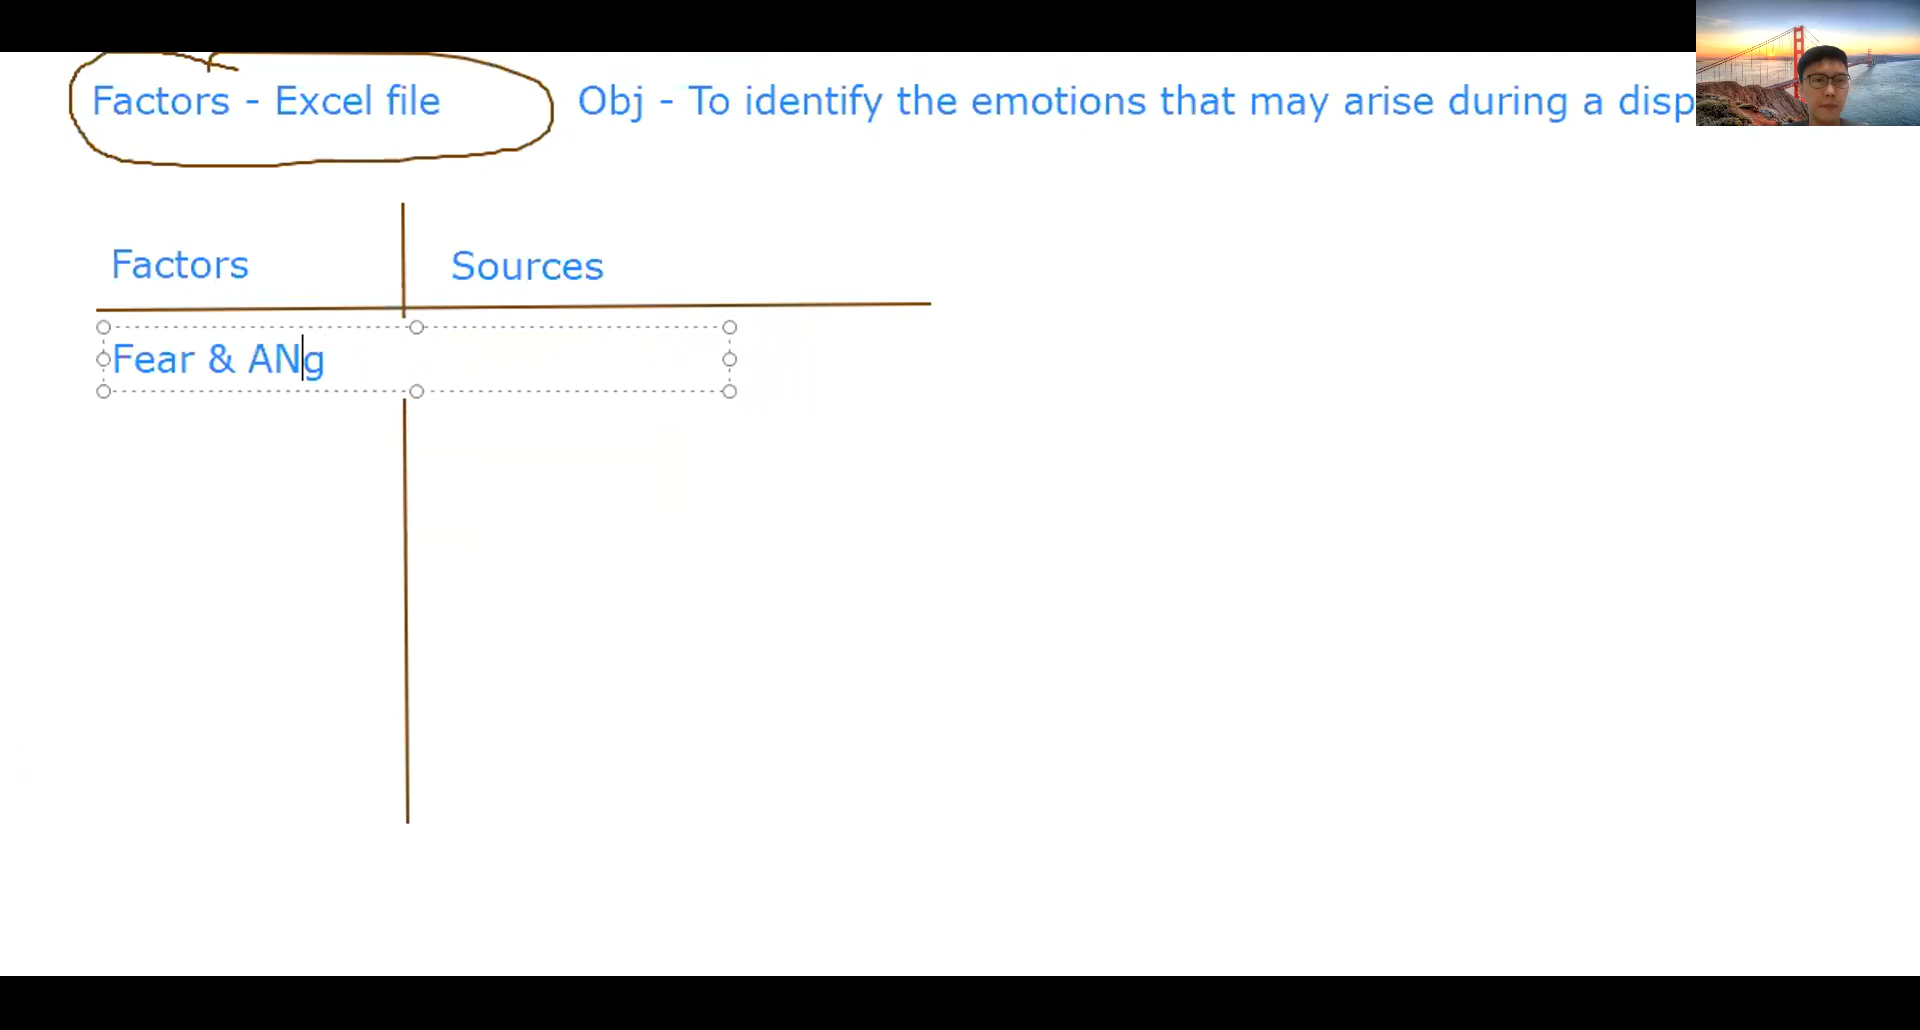 Factors - Excel file
Obj - To identify the emotions that may arise during a disp
Factors
Sources
Fear & ANg